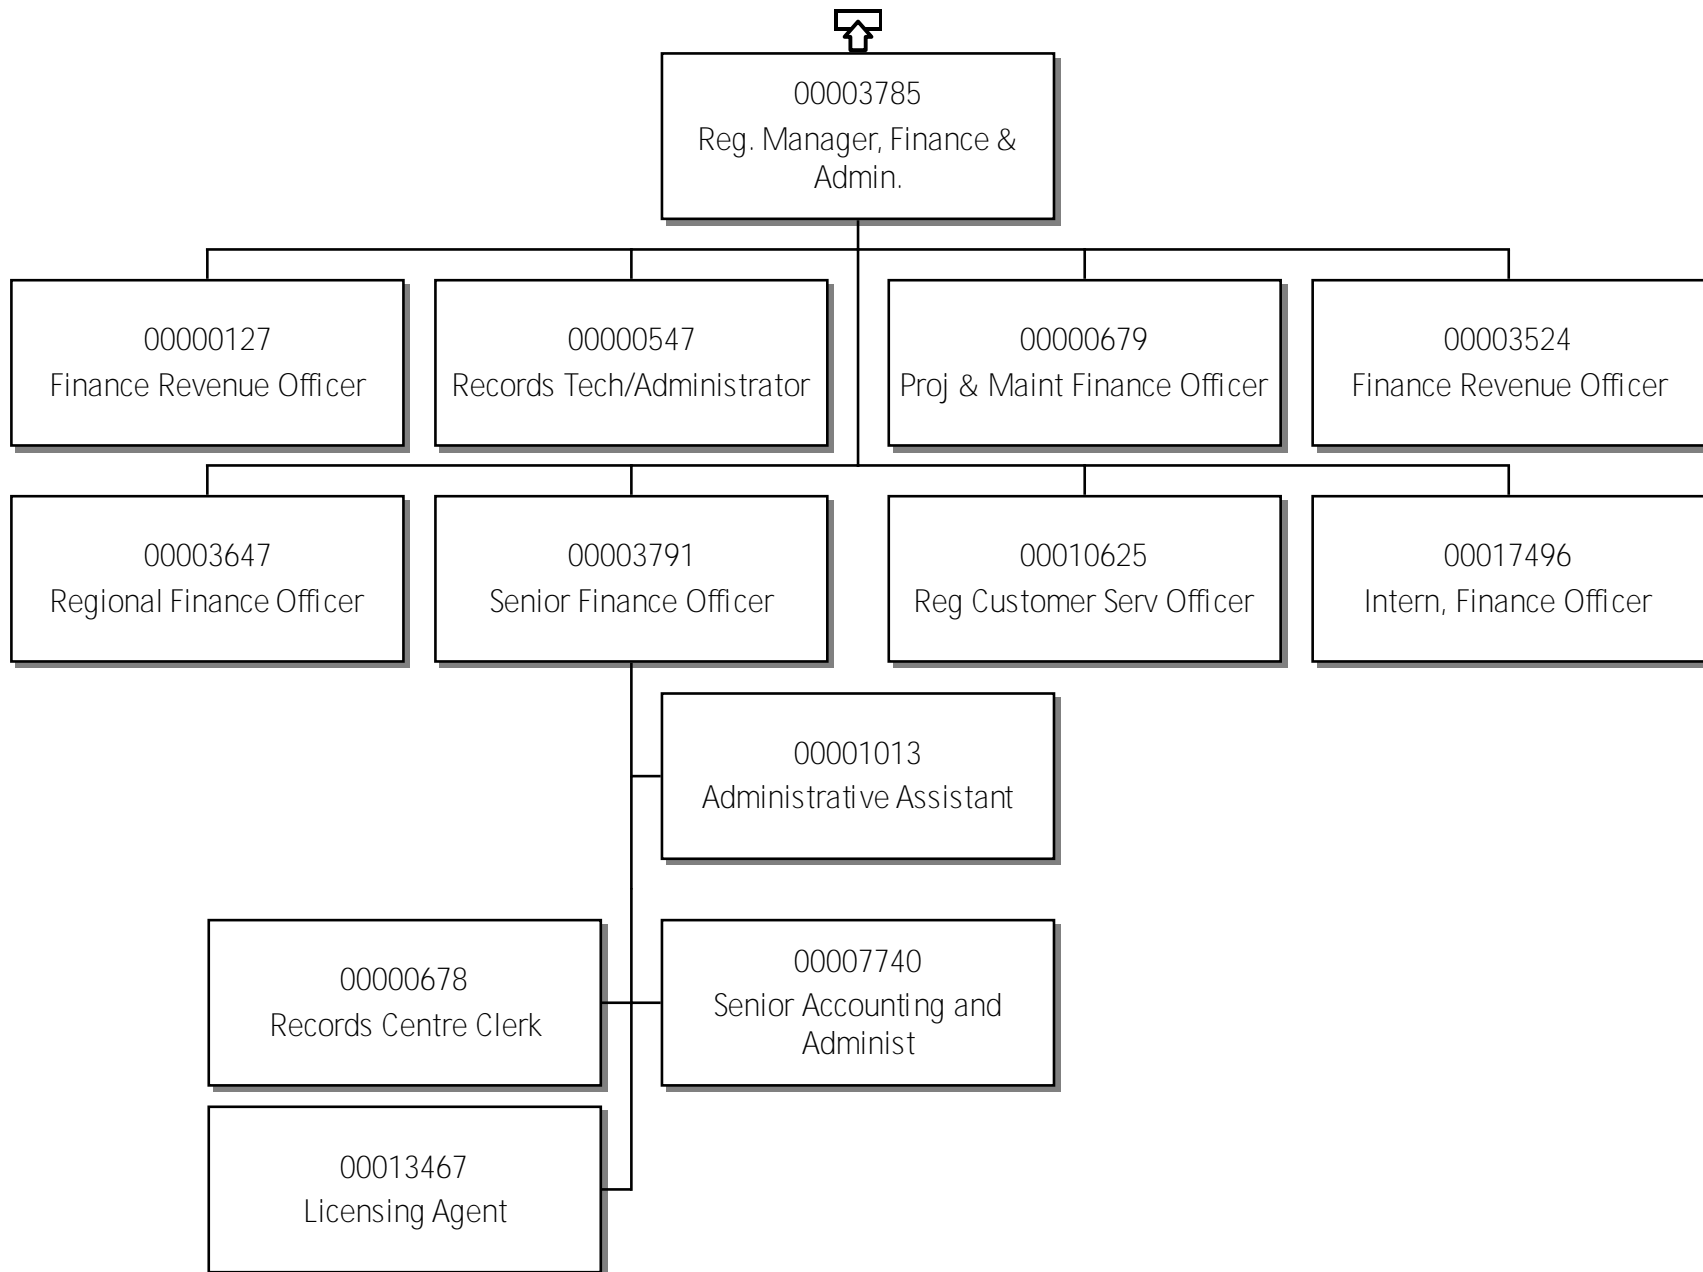 00003785
Reg. Manager, Finance &
Admin.
00000127
Finance Revenue Officer
00000547
Records Tech/Administrator
00000679
Proj & Maint Finance Officer
00003524
Finance Revenue Officer
00003647
Regional Finance Officer
00003791
Senior Finance Officer
00010625
Reg Customer Serv Officer
00017496
Intern, Finance Officer
00001013
Administrative Assistant
00000678
Records Centre Clerk
00007740
Senior Accounting and
Administ
00013467
Licensing Agent